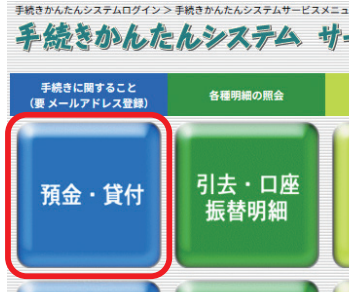 手続きかんたんシステムログイン > 手続きかんたんシステムサービスメニュ
手続きかんたんシステム サ
手続きに関すること
(要 メールアドレス登録)
各種明細の照会
預金・貸付
引去・口座
振替明細